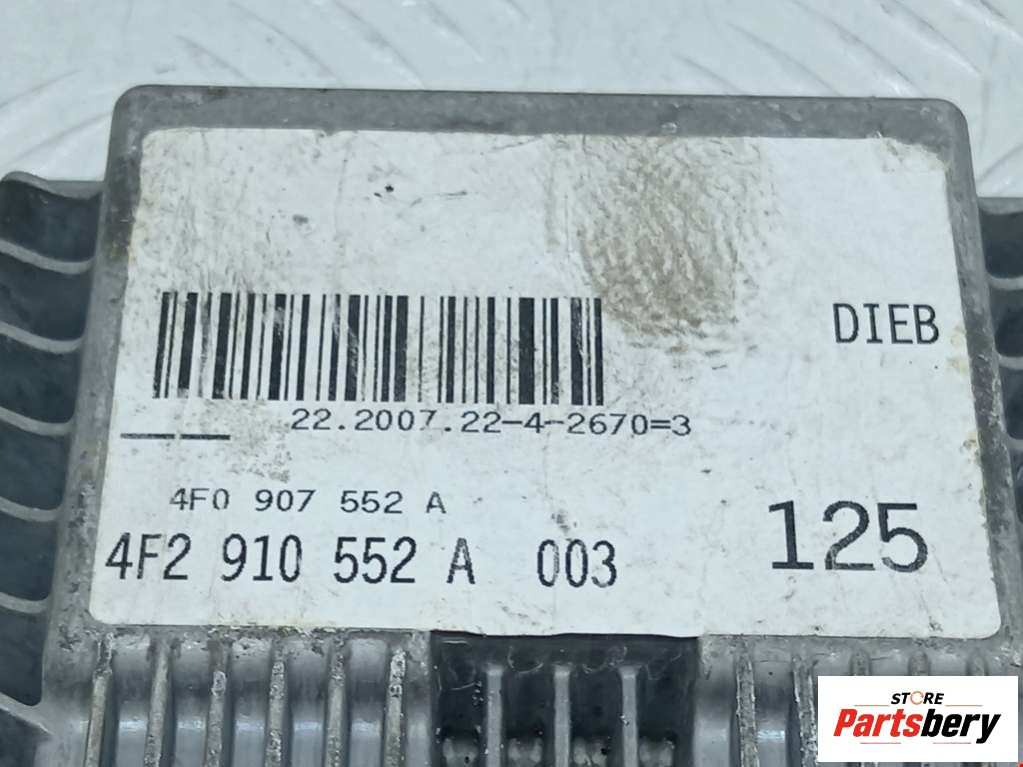 DIEB
22.2007.22-4-2670=3
4F0 907 552 A
4F2 910 552 A 003
125
STORE
Partsbery